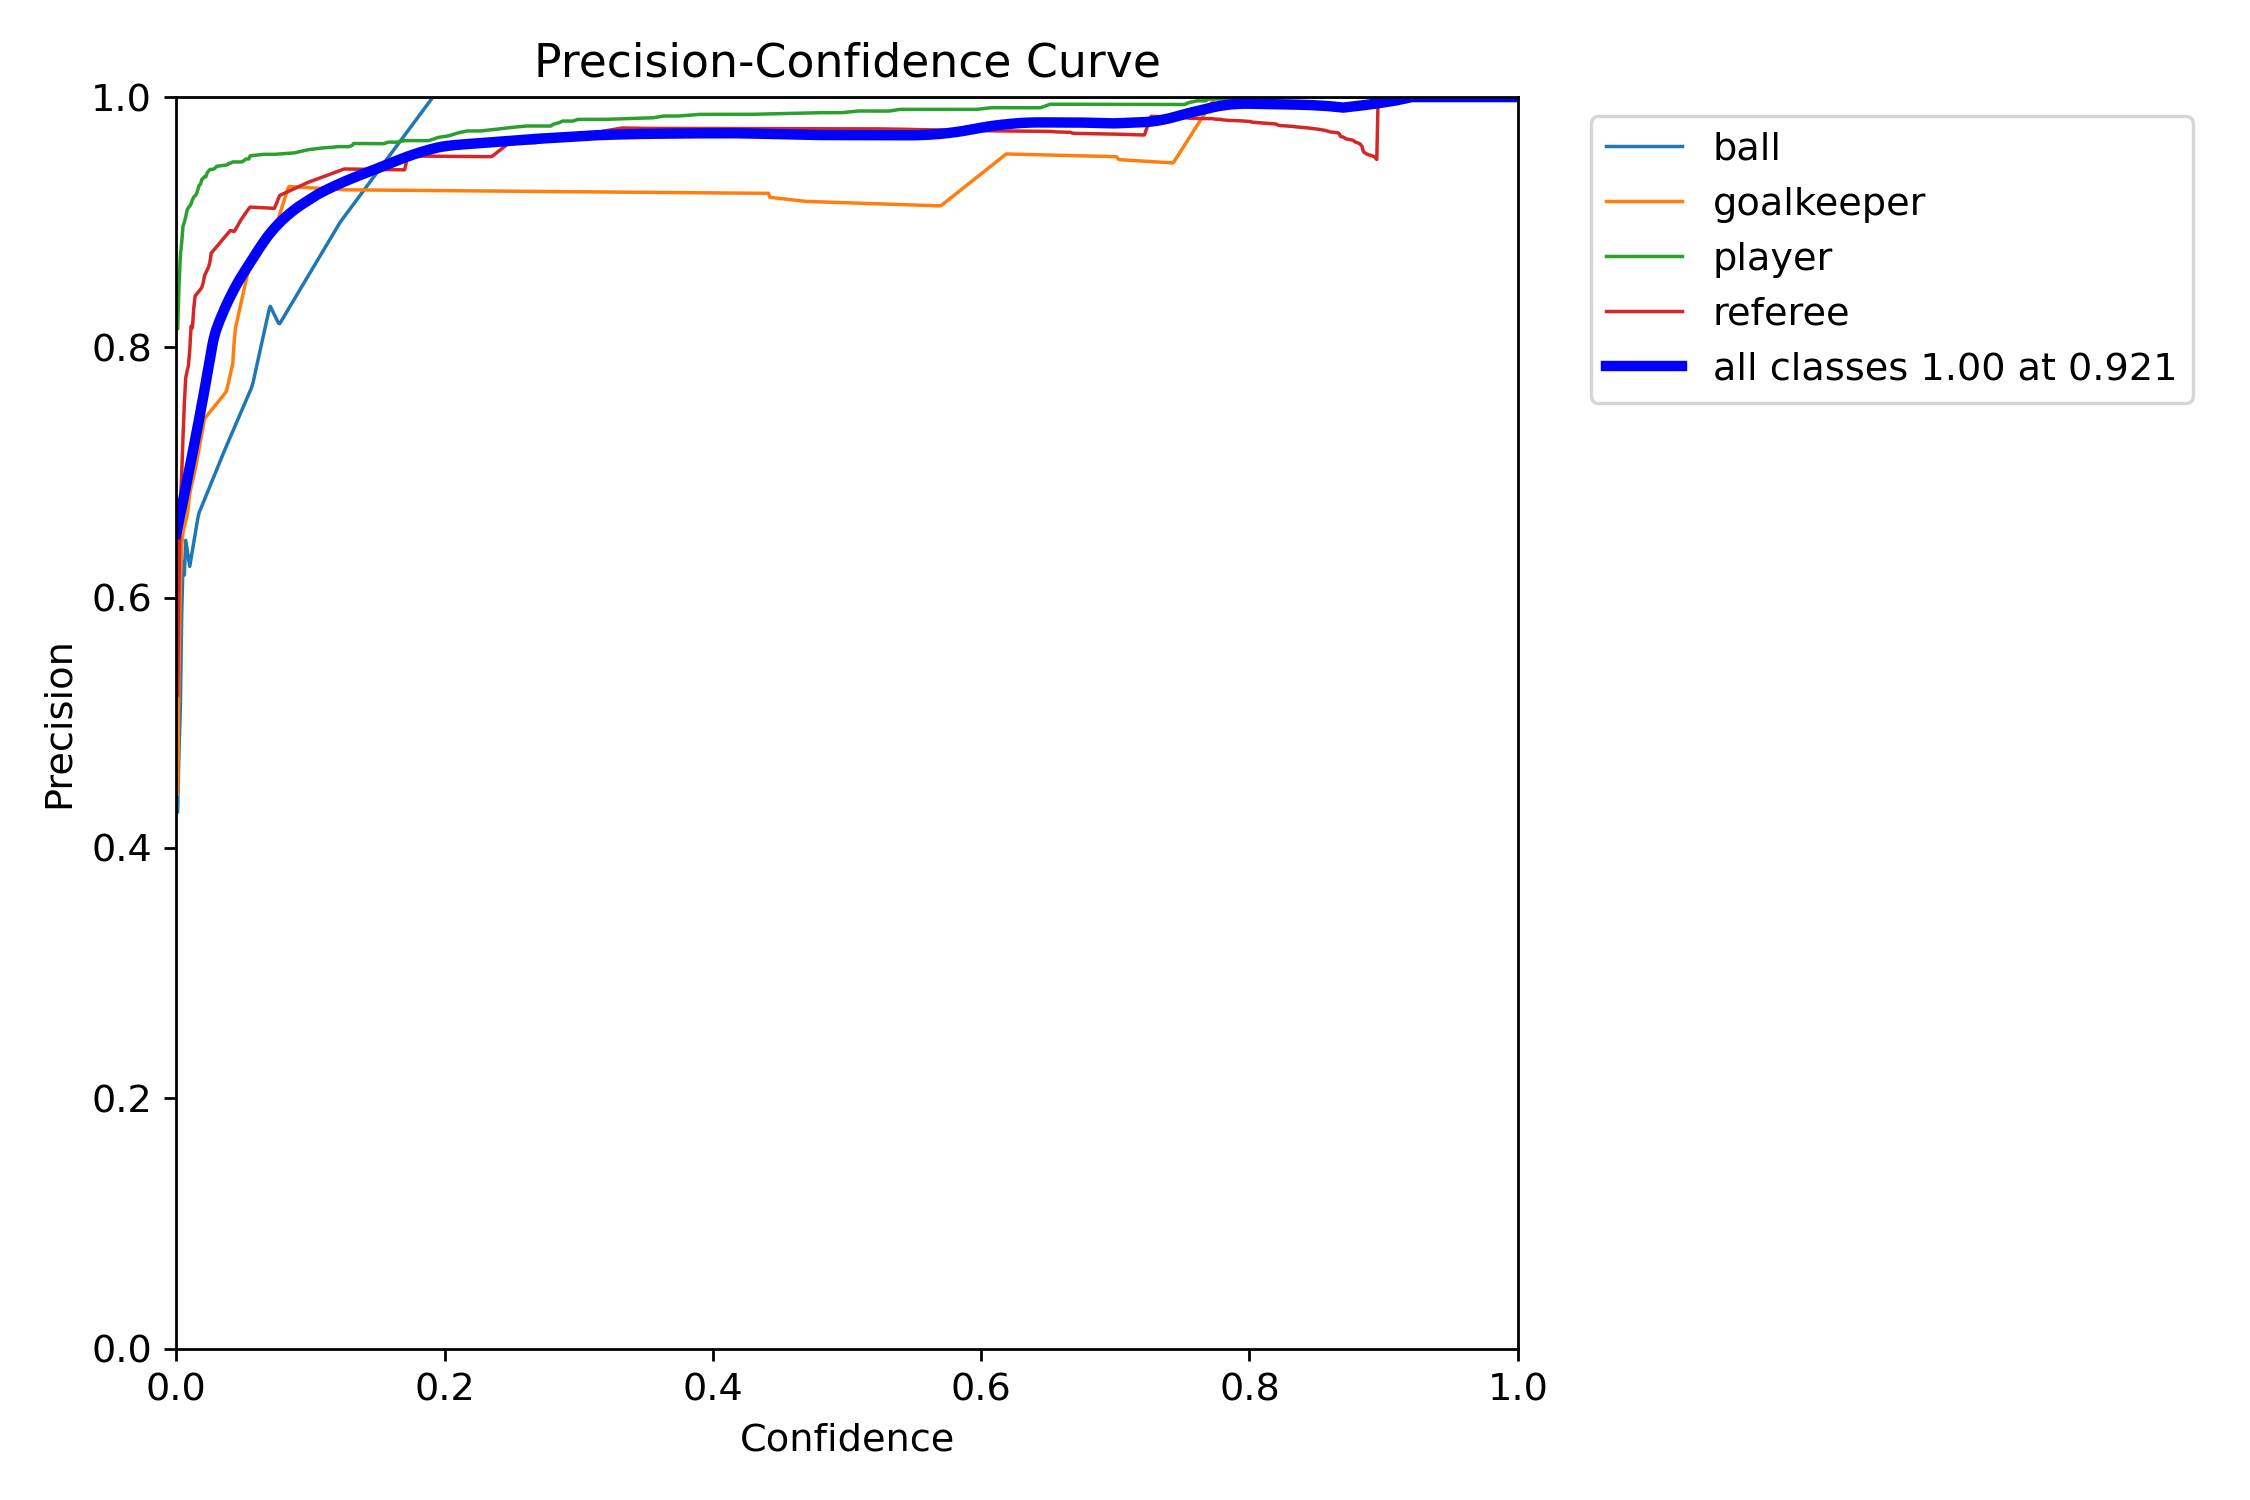 Precision-Confidence Curve
1.0
0.8
0.6
0.4
0.2
0.0
Precision
0.0 0.2 0.4 0.6 0.8 1.0
Confidence
ball
goalkeeper
player
referee
all classes 1.00 at 0.921